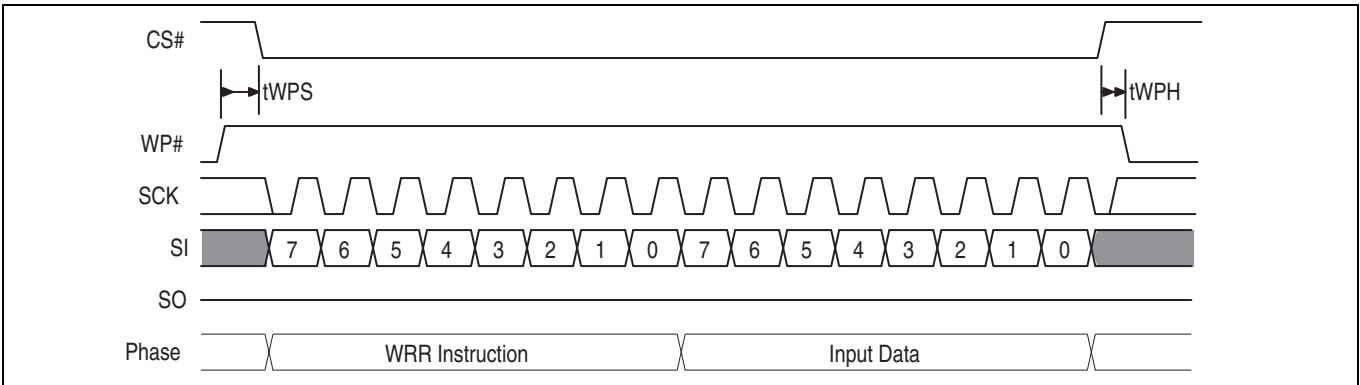 CS#
tWPS tWPH
WP#
SCK
SI 7 6 5 4 3 2 1 0 7 6 5 4 3 2 1 0
SO
Phase WRR Instruction Input Data